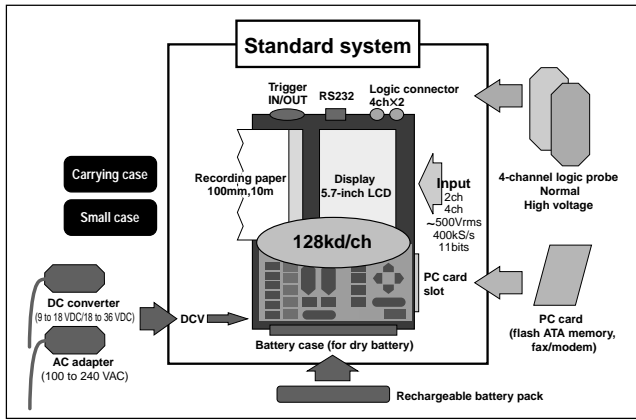 Standard system
Trigger
IN/OUT
RS232
Logic connector
4ch×2
Recording paper
100mm,10m
Display
5.7-inch LCD
Input
2ch
4ch
~500Vrms
400kS/s
11bits
128kd/ch
PC card
slot
DCV
Battery case (for dry battery)
Carrying case
Small case
DC converter
(9 to 18 VDC/18 to 36 VDC)
AC adapter
(100 to 240 VAC)
4-channel logic probe
Normal
High voltage
PC card
(flash ATA memory,
fax/modem)
Rechargeable battery pack